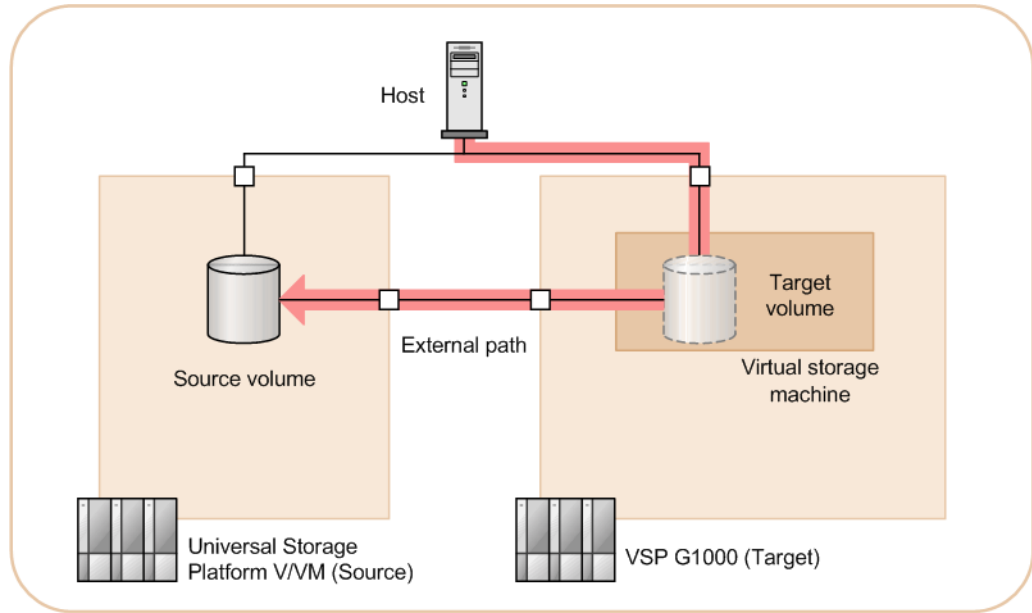 Host
Target
volume
External path
Source volume
Virtual storage
machine
Universal Storage
Platform V/VM (Source)
VSP G1000 (Target)